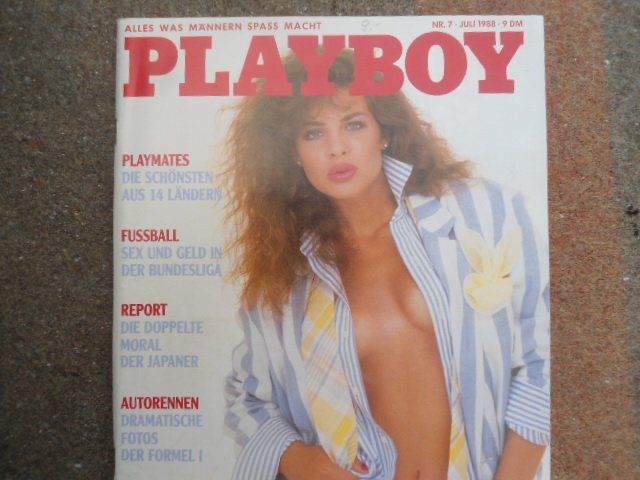 ALLES WAS MÄNNERN SPASS MACHT
9.-
NR. 7 · JULI 1988 · 9 DM
PLAYBOY
PLAYMATES
DIE SCHÖNSTEN
AUS 14 LÄNDERN
FUSSBALL
SEX UND GELD IN
DER BUNDESLIGA
REPORT
DIE DOPPELTE
MORAL
DER JAPANER
AUTORENNEN
DRAMATISCHE
FOTOS
DER FORMEL I